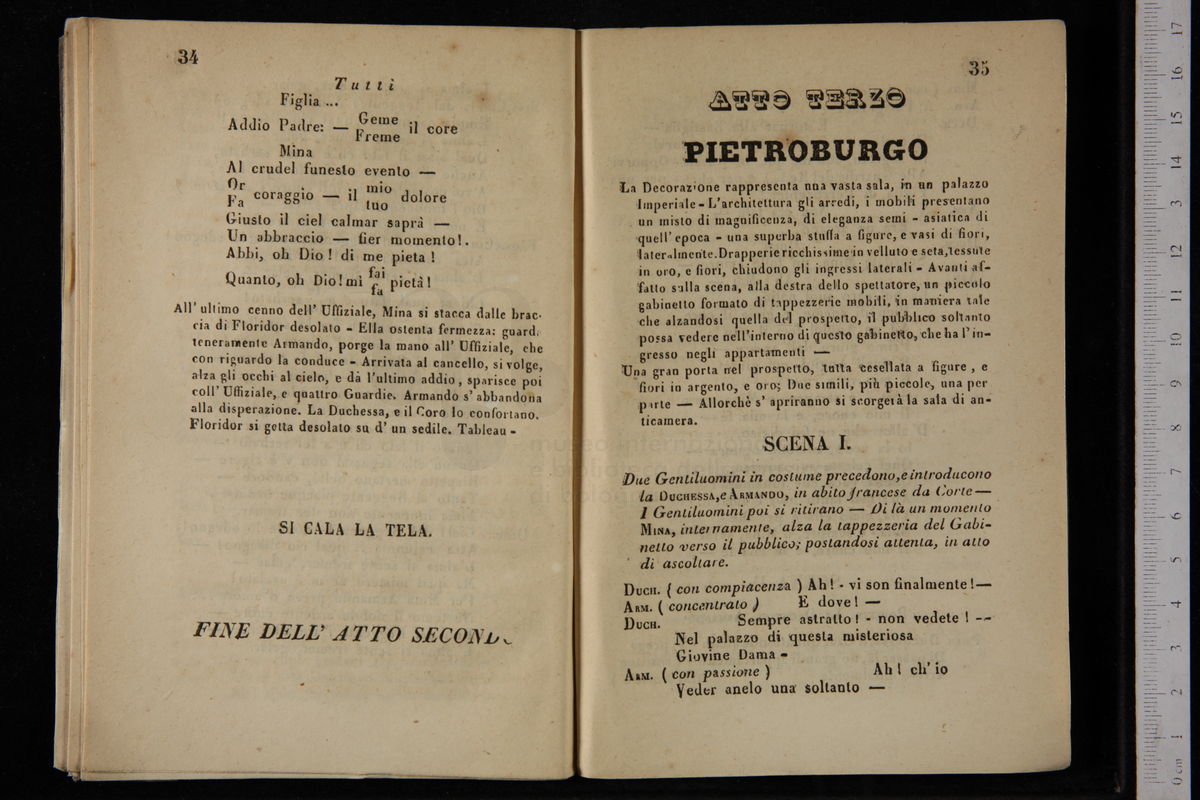 34
Tutti
Figlia ...
Addio Padre: — Geme il core
Freme
Mina
Al crudel funesto evento —
Or coraggio — il mio dolore
Fa tuo
Giusto il ciel calmar saprà —
Un abbraccio — fier momento!.
Abbi, oh Dio! di me pieta!
Quanto, oh Dio! mi fai pietà!
fa
All' ultimo cenno dell' Uffiziale, Mina si stacca dalle brac-
cia di Floridor desolato - Ella ostenta fermezza: guard.
teneramente Armando, porge la mano all' Uffiziale, che
con riguardo la conduce - Arrivata al cancello, si volge,
alza gli occhi al cielo, e dà l'ultimo addio, sparisce poi
coll' Uffiziale, e quattro Guardie. Armando s' abbandona
alla disperazione. La Duchessa, e il Coro lo confortano.
Floridor si getta desolato su d' un sedile. Tableau -
SI CALA LA TELA.
FINE DELL' ATTO SECOND
35
ATTO TERZO
PIETROBURGO
La Decorazione rappresenta una vasta sala, in un palazzo
Imperiale - L'architettura gli arredi, i mobili presentano
un misto di magnificenza, di eleganza semi - asiatica di
quell' epoca - una superba stuffa a figure, e vasi di fiori,
lateralmente. Drapperie ricchissime in velluto e seta, tessute
in oro, e fiori, chiudono gli ingressi laterali - Avanti af-
fatto sulla scena, alla destra dello spettatore, un piccolo
gabinetto formato di tappezzerie mobili, in maniera tale
che alzandosi quella del prospetto, il pubblico soltanto
possa vedere nell'interno di questo gabinetto, che ha l' in-
gresso negli appartamenti —
Una gran porta nel prospetto, tutta cesellata a figure, e
fiori in argento, e oro; Due simili, più piccole, una per
parte — Allorchè s' apriranno si scorgerà la sala di an-
ticamera.
SCENA I.
Due Gentiluomini in costume precedono, e introducono
la DUCHESSA, e ARMANDO, in abito francese da Corte —
I Gentiluomini poi si ritirano — Di là un momento
MINA, internamente, alza la tappezzeria del Gabi-
netto verso il pubblico; postandosi attenta, in atto
di ascoltare.
DUCH. ( con compiacenza ) Ah! - vi son finalmente! —
ARM. ( concentrato ) E dove! —
DUCH. Sempre astratto! - non vedete! —
Nel palazzo di questa misteriosa
Giovine Dama -
ARM. ( con passione ) Ah! ch' io
Veder anelo una soltanto —